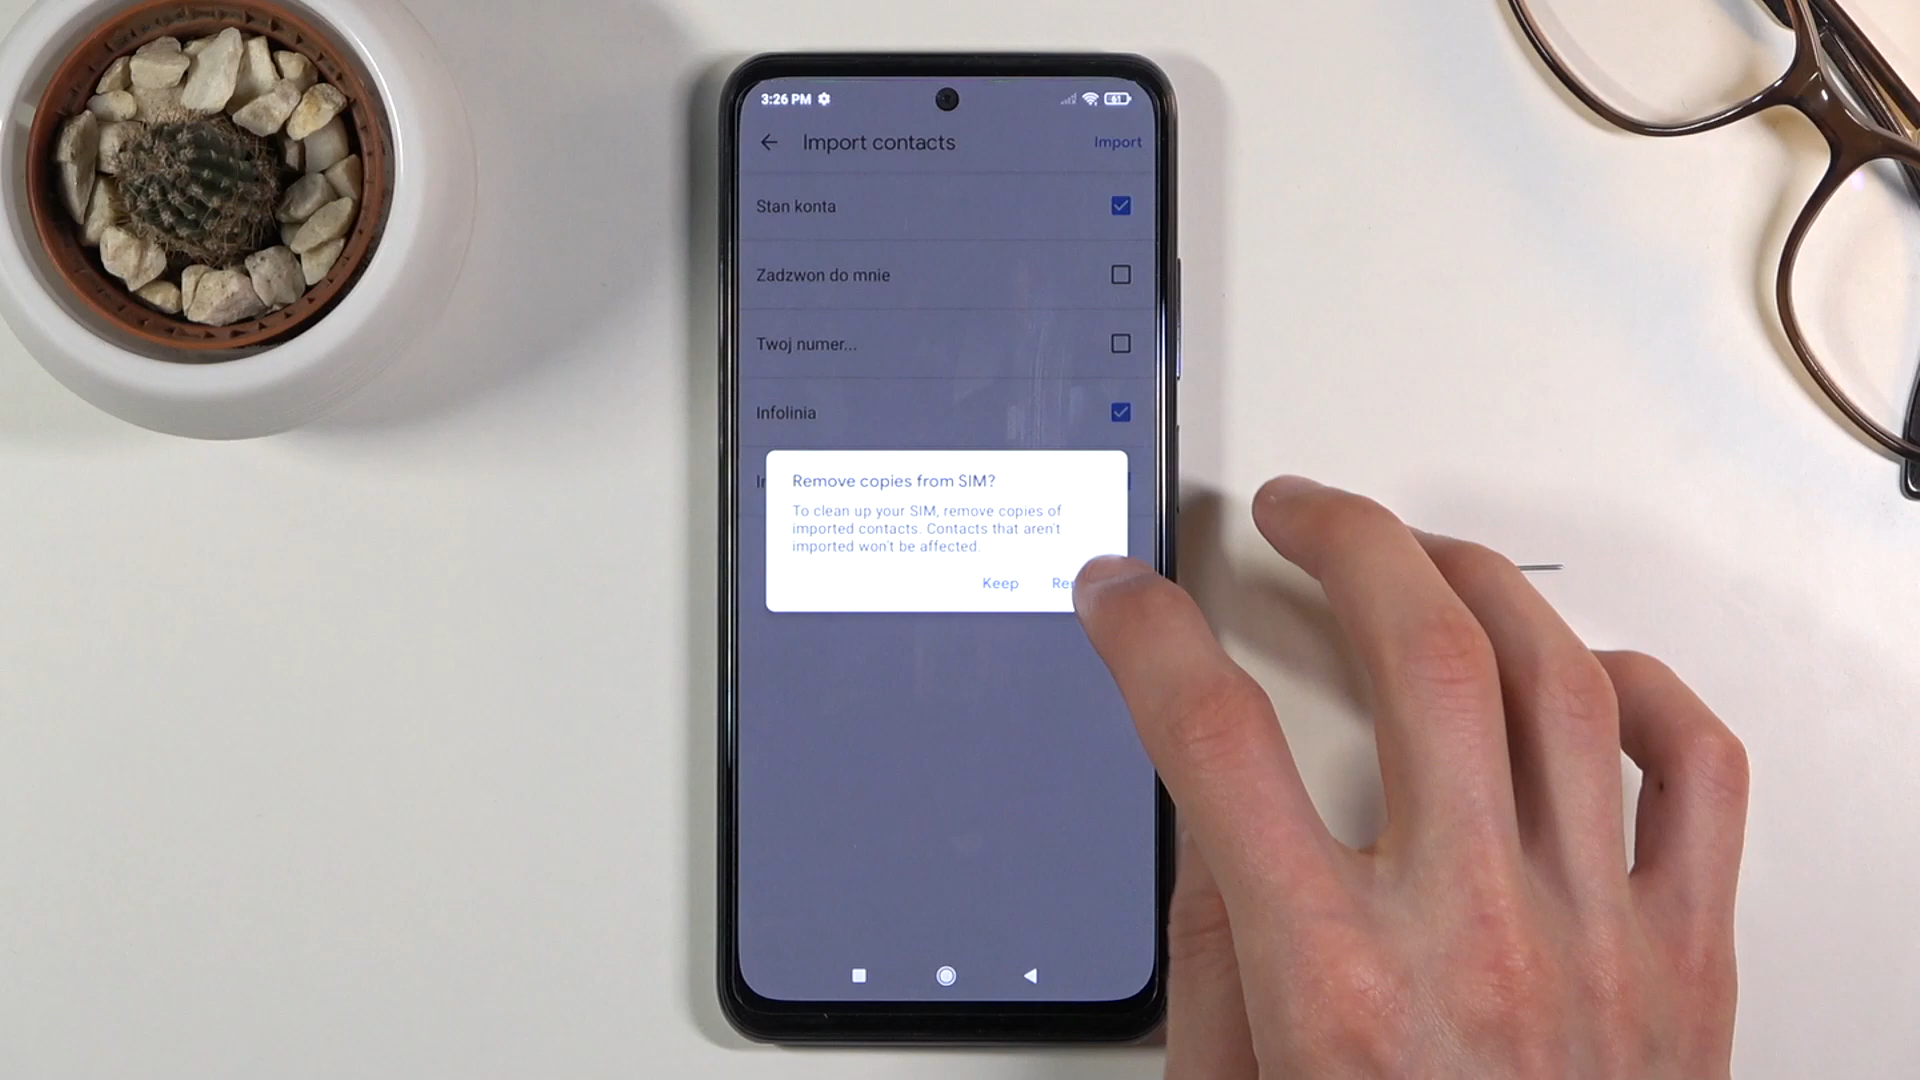 3:26 PM 61
Import contacts Import
Stan konta
Zadzwon do mnie
Twoj numer...
Infolinia
Remove copies from SIM?
To clean up your SIM, remove copies of
imported contacts. Contacts that aren't
imported won't be affected.
Keep